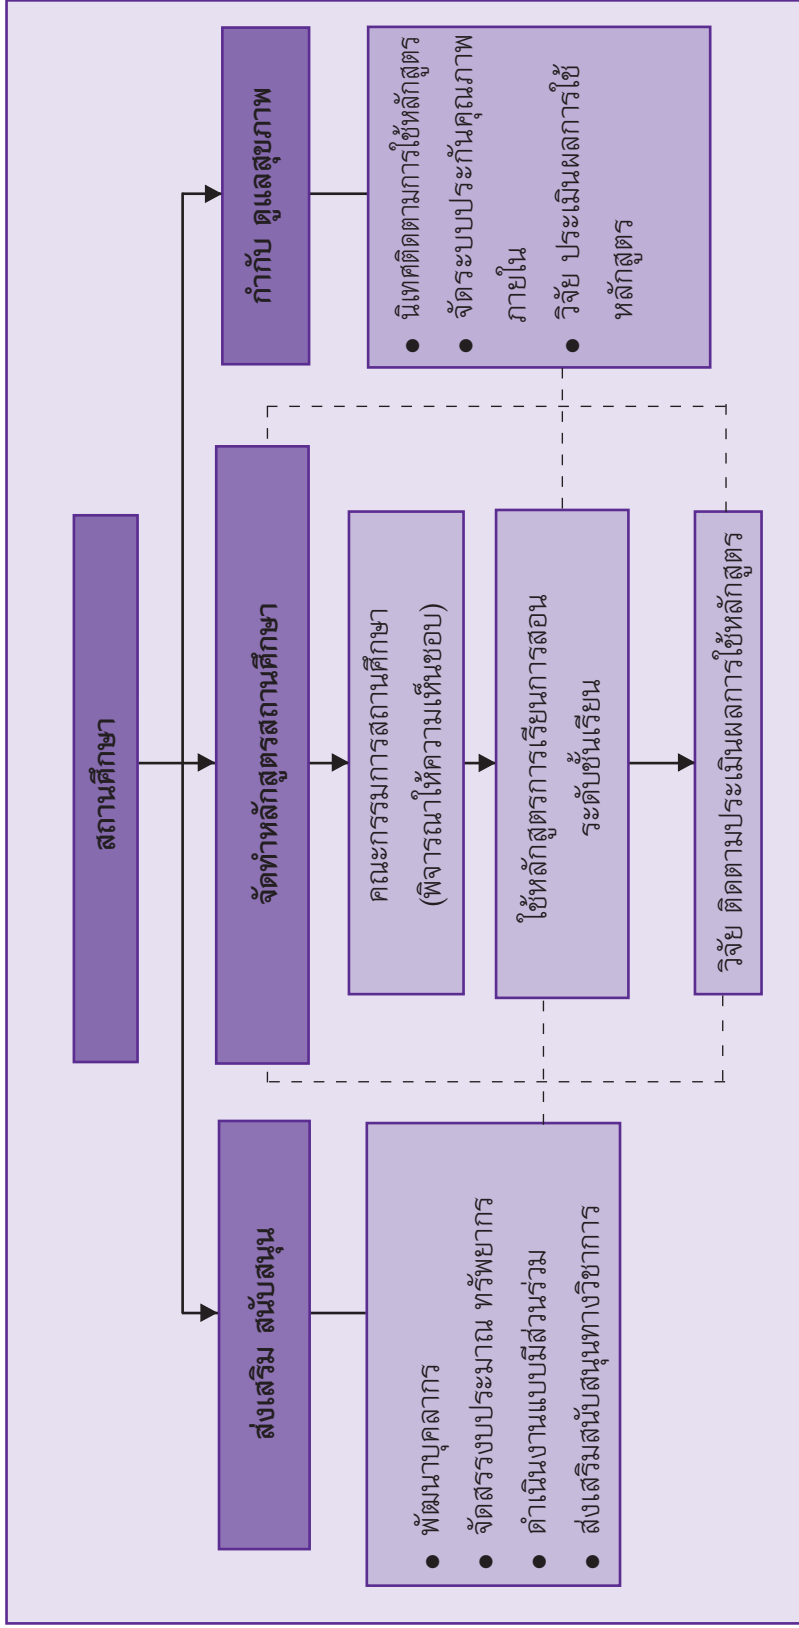 สถานศึกษา
ส่งเสริม สนับสนุน
จัดทำหลักสูตรสถานศึกษา
กำกับ ดูแลสุขภาพ
● พัฒนาบุคลากร
● จัดสรรงบประมาณ ทรัพยากร
● ดำเนินงานแบบมีส่วนร่วม
● ส่งเสริมสนับสนุนทางวิชาการ
คณะกรรมการสถานศึกษา
(พิจารณาให้ความเห็นชอบ)
ใช้หลักสูตรการเรียนการสอน
ระดับชั้นเรียน
วิจัย ติดตามประเมินผลการใช้หลักสูตร
● นิเทศติดตามการใช้หลักสูตร
● จัดระบบประกันคุณภาพ
ภายใน
● วิจัย ประเมินผลการใช้
หลักสูตร